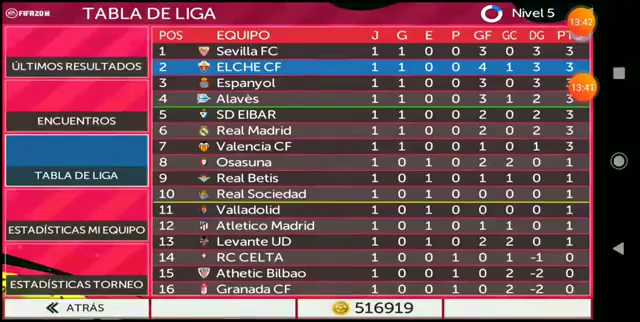 EA SPORTS FIFA 20 TABLA DE LIGA Nivel 5 13:42
POS EQUIPO J G E P GF GC DG
1 Sevilla FC 1 1 0 0 3 0 3 3
2 ELCHE CF 1 1 0 0 4 1 3 3
3 Espanyol 1 1 0 0 3 0 3 3
13:41
4 Alavès 1 1 0 0 3 1 2 3
5 SD EIBAR 1 1 0 0 2 0 2 3
6 Real Madrid 1 1 0 0 2 0 2 3
7 Valencia CF 1 1 0 0 1 0 1 3
8 Osasuna 1 0 1 0 2 2 0 1
9 Real Betis 1 0 1 0 1 1 0 1
10 Real Sociedad 1 0 1 0 0 0 0 1
11 Valladolid 1 0 1 0 0 0 0 1
12 Atletico Madrid 1 0 1 0 1 1 0 1
13 Levante UD 1 0 1 0 2 2 0 1
14 RC CELTA 1 0 0 1 0 1 -1 0
15 Athetic Bilbao 1 0 0 1 0 2 -2 0
16 Granada CF 1 0 0 1 0 2 -2 0
ÚLTIMOS RESULTADOS
ENCUENTROS
TABLA DE LIGA
ESTADÍSTICAS MI EQUIPO
ESTADÍSTICAS TORNEO
ATRÁS 516919